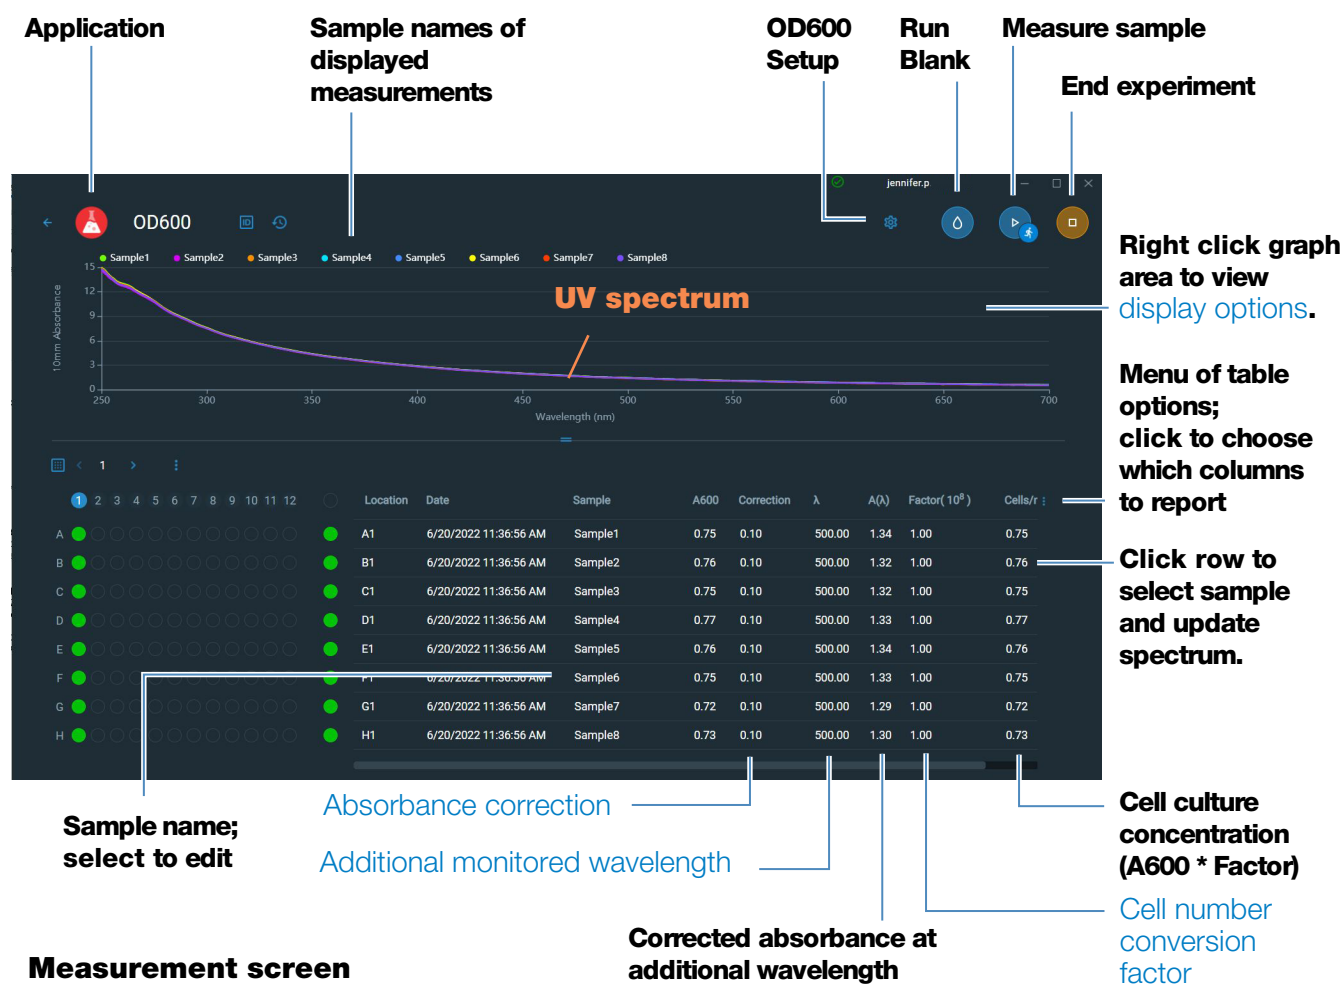 Application
Sample names of
displayed
measurements
OD600
Setup
Run
Blank
Measure sample
End experiment
jennifer.p
OD600
ID
Sample1 Sample2 Sample3 Sample4 Sample5 Sample6 Sample7 Sample8
15
12
9
6
3
0
10mm Absorbance
UV spectrum
250 300 350 400 450 500 550 600 650 700
Wavelength (nm)
Right click graph
area to view
display options.
Menu of table
options;
click to choose
which columns
to report
1
1 2 3 4 5 6 7 8 9 10 11 12
Location Date Sample A600 Correction λ A(λ) Factor( 10⁸ ) Cells/r
A A1 6/20/2022 11:36:56 AM Sample1 0.75 0.10 500.00 1.34 1.00 0.75
B B1 6/20/2022 11:36:56 AM Sample2 0.76 0.10 500.00 1.32 1.00 0.76
C C1 6/20/2022 11:36:56 AM Sample3 0.75 0.10 500.00 1.32 1.00 0.75
D D1 6/20/2022 11:36:56 AM Sample4 0.77 0.10 500.00 1.33 1.00 0.77
E E1 6/20/2022 11:36:56 AM Sample5 0.76 0.10 500.00 1.34 1.00 0.76
F F1 6/20/2022 11:36:56 AM Sample6 0.75 0.10 500.00 1.33 1.00 0.75
G G1 6/20/2022 11:36:56 AM Sample7 0.72 0.10 500.00 1.29 1.00 0.72
H H1 6/20/2022 11:36:56 AM Sample8 0.73 0.10 500.00 1.30 1.00 0.73
Click row to
select sample
and update
spectrum.
Sample name;
select to edit
Absorbance correction
Additional monitored wavelength
Corrected absorbance at
additional wavelength
Cell culture
concentration
(A600 * Factor)
Cell number
conversion
factor
Measurement screen